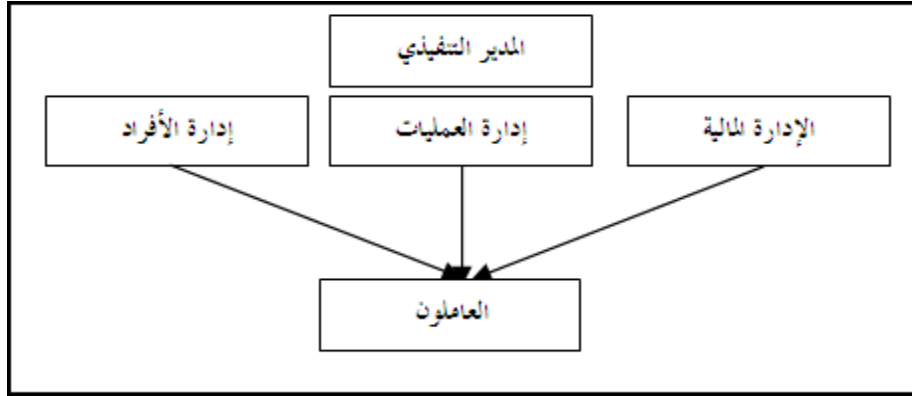 المدير التنفيذي
الإدارة المالية
إدارة العمليات
إدارة الأفراد
العاملون